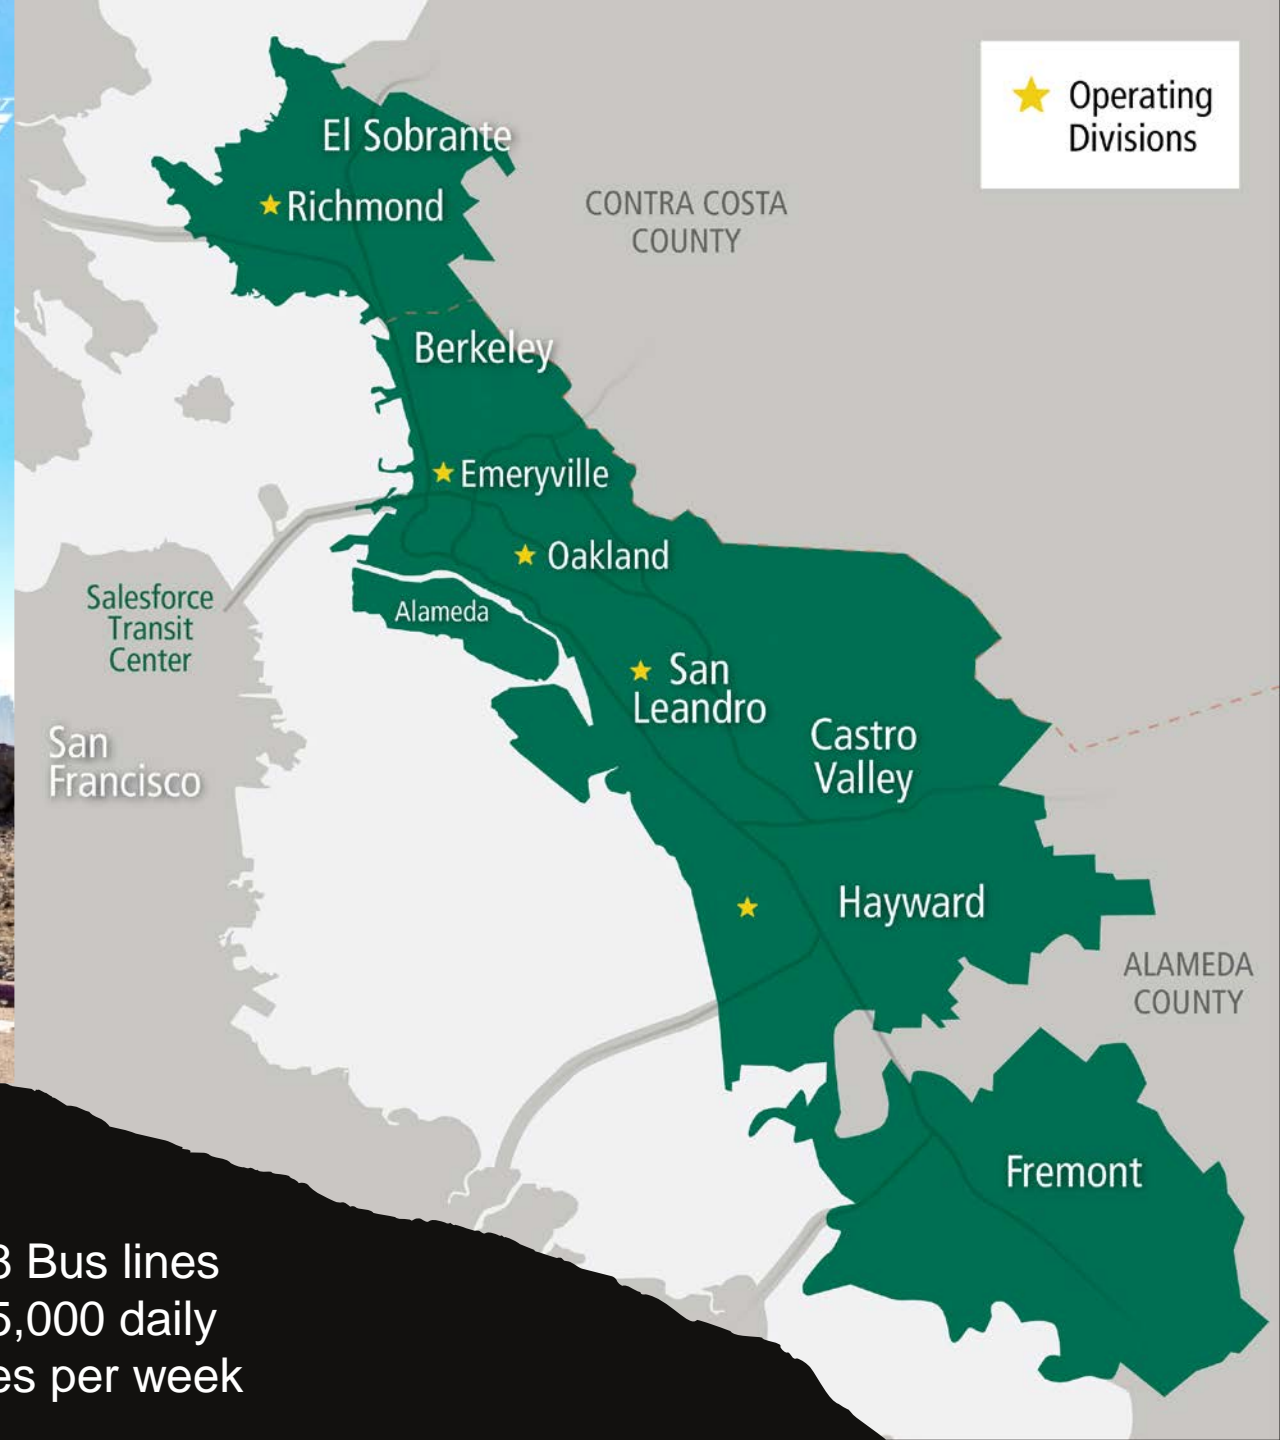 Operating
Divisions
El Sobrante
Richmond
CONTRA COSTA
COUNTY
Berkeley
Emeryville
Oakland
Salesforce
Transit
Center
Alameda
San
Leandro
San
Francisco
Castro
Valley
Hayward
ALAMEDA
COUNTY
Fremont
Bus lines
5,000 daily
per week